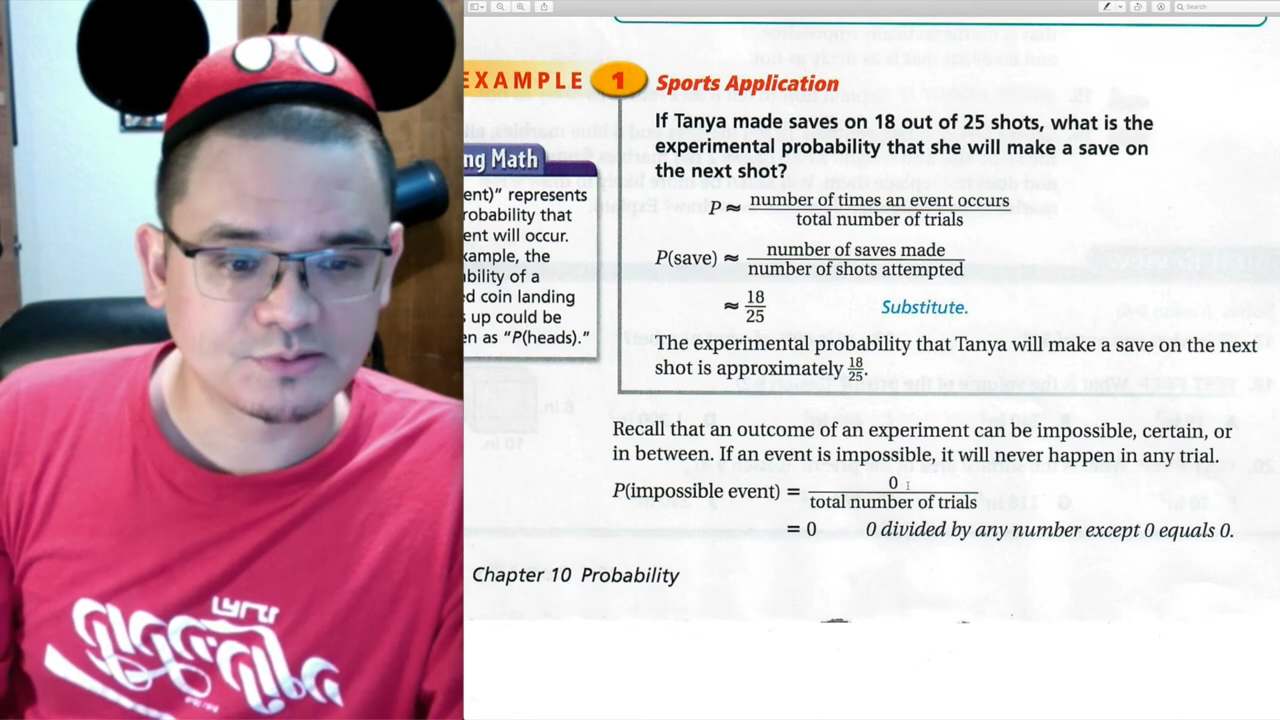 Search
EXAMPLE 1 Sports Application
If Tanya made saves on 18 out of 25 shots, what is the
experimental probability that she will make a save on
the next shot?
P ≈ number of times an event occurs
total number of trials
P(save) ≈ number of saves made
number of shots attempted
≈ 18
25
Substitute.
The experimental probability that Tanya will make a save on the next
shot is approximately 18/25.
ng Math
ent)" represents
robability that
ent will occur.
xample, the
ability of a
d coin landing
s up could be
en as "P(heads)."
Recall that an outcome of an experiment can be impossible, certain, or
in between. If an event is impossible, it will never happen in any trial.
P(impossible event) = 0
total number of trials
= 0 0 divided by any number except 0 equals 0.
Chapter 10 Probability